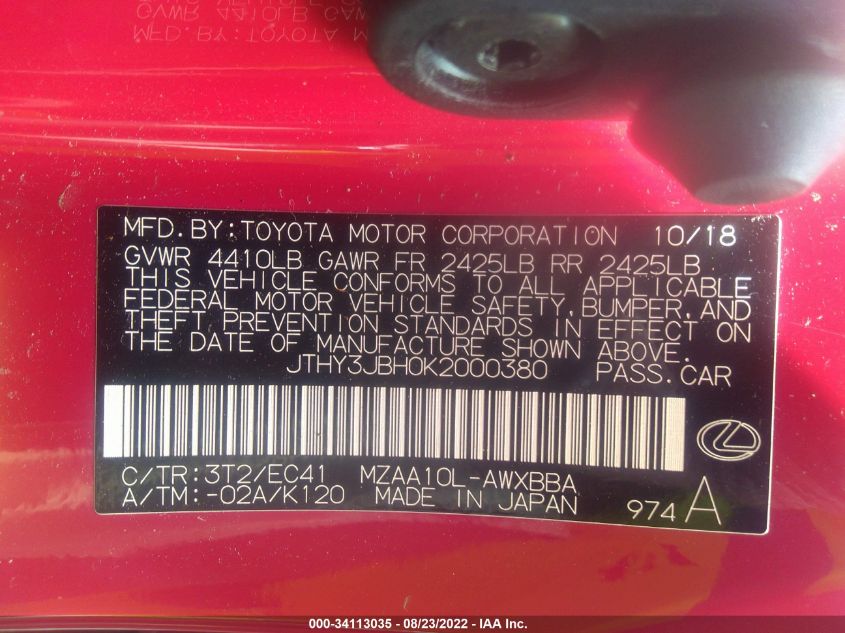 MFD. BY: TOYOTA MOTOR CORPORATION 10/18
GVWR 4410LB GAWR FR 2425LB RR 2425LB
THIS VEHICLE CONFORMS TO ALL APPLICABLE
FEDERAL MOTOR VEHICLE SAFETY, BUMPER, AND
THEFT PREVENTION STANDARDS IN EFFECT ON
THE DATE OF MANUFACTURE SHOWN ABOVE.
JTHY3JBH0K2000380 PASS. CAR
C/TR: 3T2/EC41 MZAA10L-AWXBBA
A/TM: -02A/K120 MADE IN JAPAN 974 A
000-34113035 - 08/23/2022 - IAA Inc.